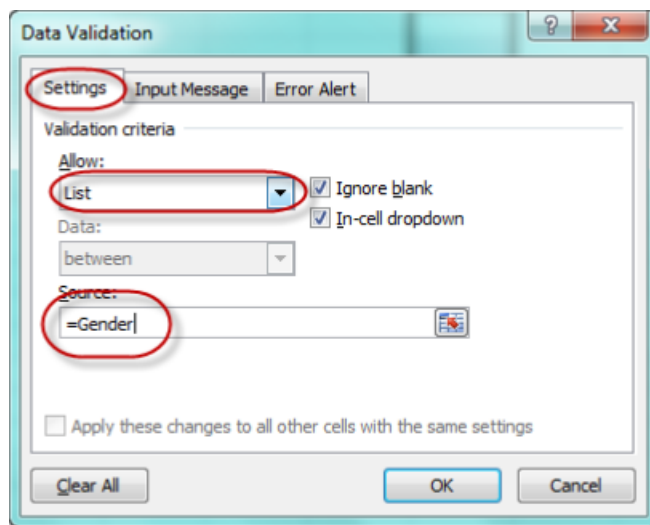 Data Validation
Settings Input Message Error Alert
Validation criteria
Allow:
List
Ignore blank
In-cell dropdown
Data:
between
Source:
=Gender
Apply these changes to all other cells with the same settings
Clear All OK Cancel